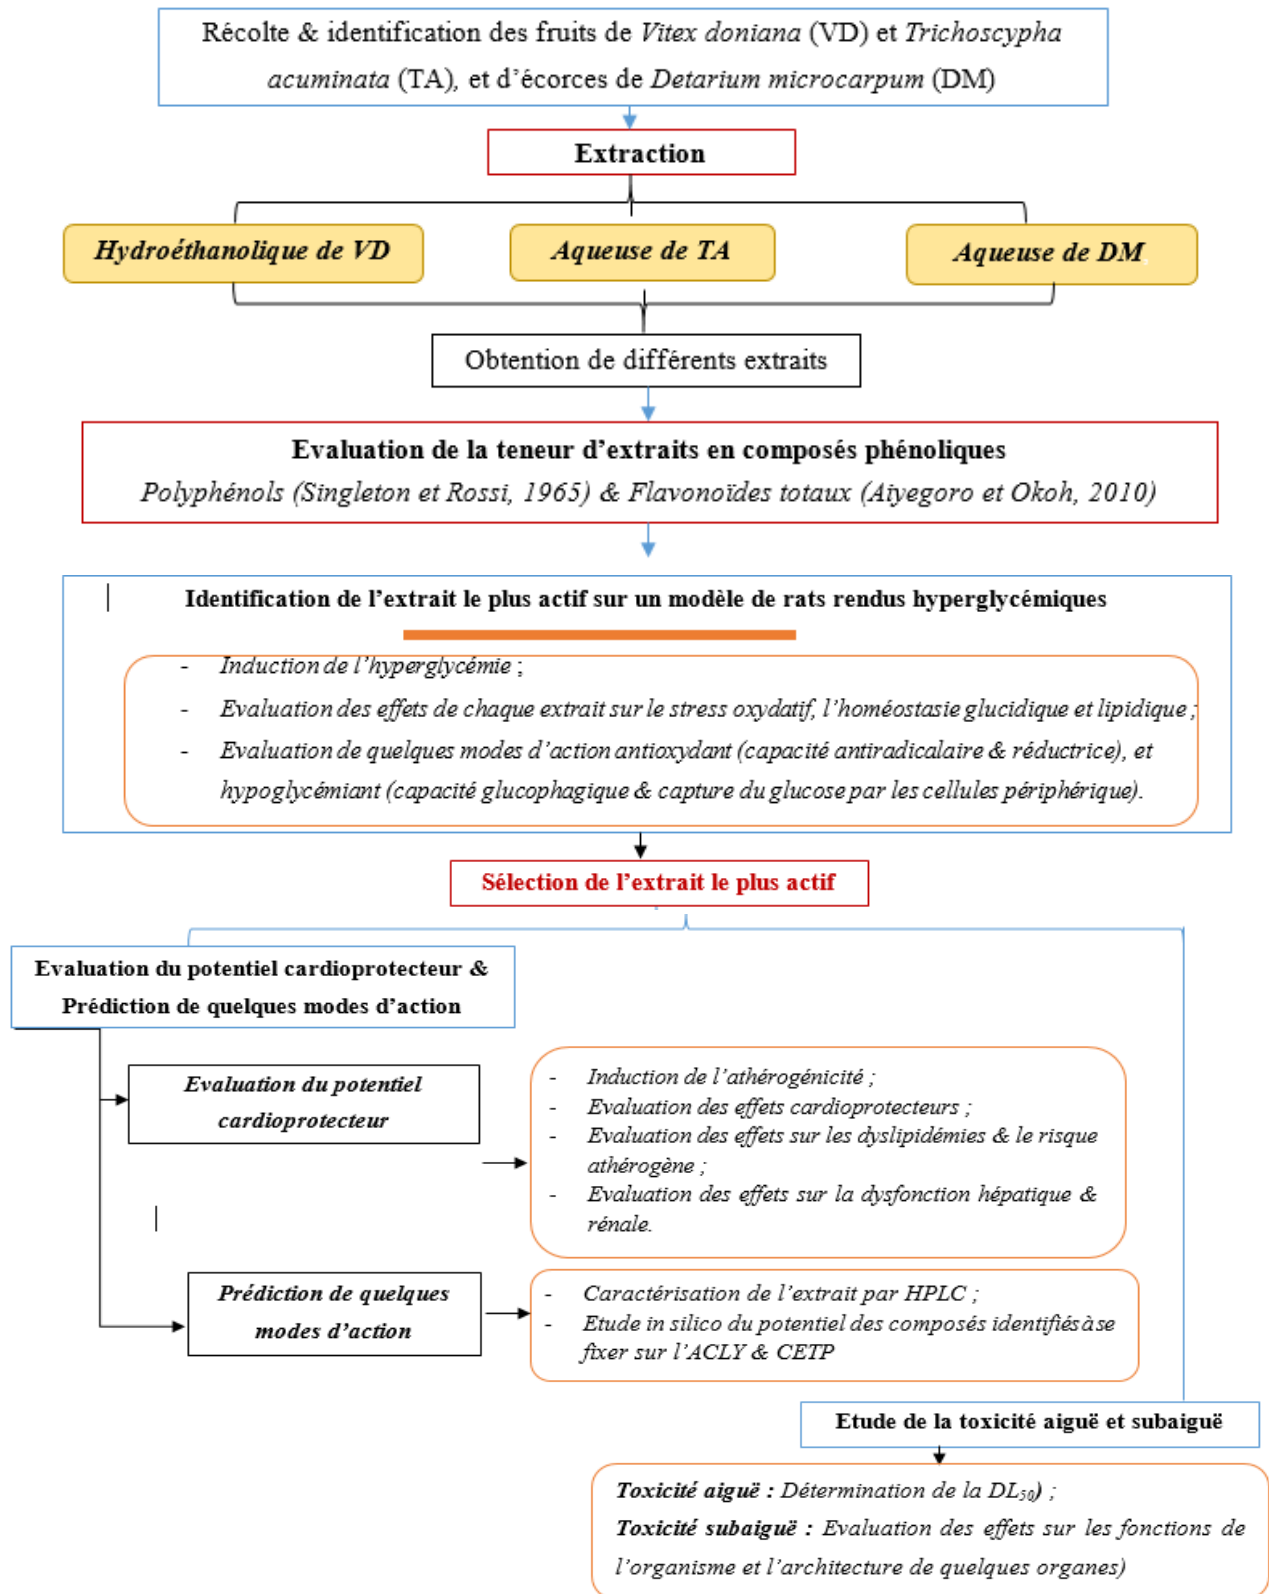 Récolte & identification des fruits de Vitex doniana (VD) et Trichoscypha
acuminata (TA), et d'écorces de Detarium microcarpum (DM)
Extraction
Hydroéthanolique de VD
Aqueuse de TA
Aqueuse de DM
Obtention de différents extraits
Evaluation de la teneur d'extraits en composés phénoliques
Polyphénols (Singleton et Rossi, 1965) & Flavonoïdes totaux (Aiyegoro et Okoh, 2010)
Identification de l'extrait le plus actif sur un modèle de rats rendus hyperglycémiques
- Induction de l'hyperglycémie ;
- Evaluation des effets de chaque extrait sur le stress oxydatif, l'homéostasie glucidique et lipidique ;
- Evaluation de quelques modes d'action antioxydant (capacité antiradicalaire & réductrice), et
hypoglycémiant (capacité glucophagique & capture du glucose par les cellules périphérique).
Sélection de l'extrait le plus actif
Evaluation du potentiel cardioprotecteur &
Prédiction de quelques modes d'action
Evaluation du potentiel
cardioprotecteur
- Induction de l'athérogénicité ;
- Evaluation des effets cardioprotecteurs ;
- Evaluation des effets sur les dyslipidémies & le risque
athérogène ;
- Evaluation des effets sur la dysfonction hépatique &
rénale.
Prédiction de quelques
modes d'action
- Caractérisation de l'extrait par HPLC ;
- Etude in silico du potentiel des composés identifiés à se
fixer sur l'ACLY & CETP
Etude de la toxicité aiguë et subaiguë
Toxicité aiguë : Détermination de la DL50) ;
Toxicité subaiguë : Evaluation des effets sur les fonctions de
l'organisme et l'architecture de quelques organes)